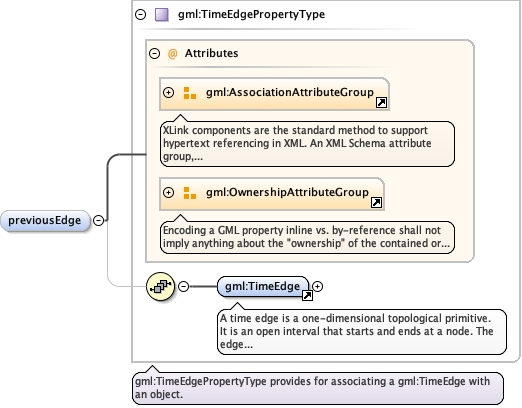 gml:TimeEdgePropertyType
@ Attributes
gml:AssociationAttributeGroup
XLink components are the standard method to support
hypertext referencing in XML. An XML Schema attribute
group,...
gml:OwnershipAttributeGroup
Encoding a GML property inline vs. by-reference shall not
imply anything about the "ownership" of the contained or...
previousEdge
gml:TimeEdge
A time edge is a one-dimensional topological primitive.
It is an open interval that starts and ends at a node. The
edge...
gml:TimeEdgePropertyType provides for associating a gml:TimeEdge with
an object.